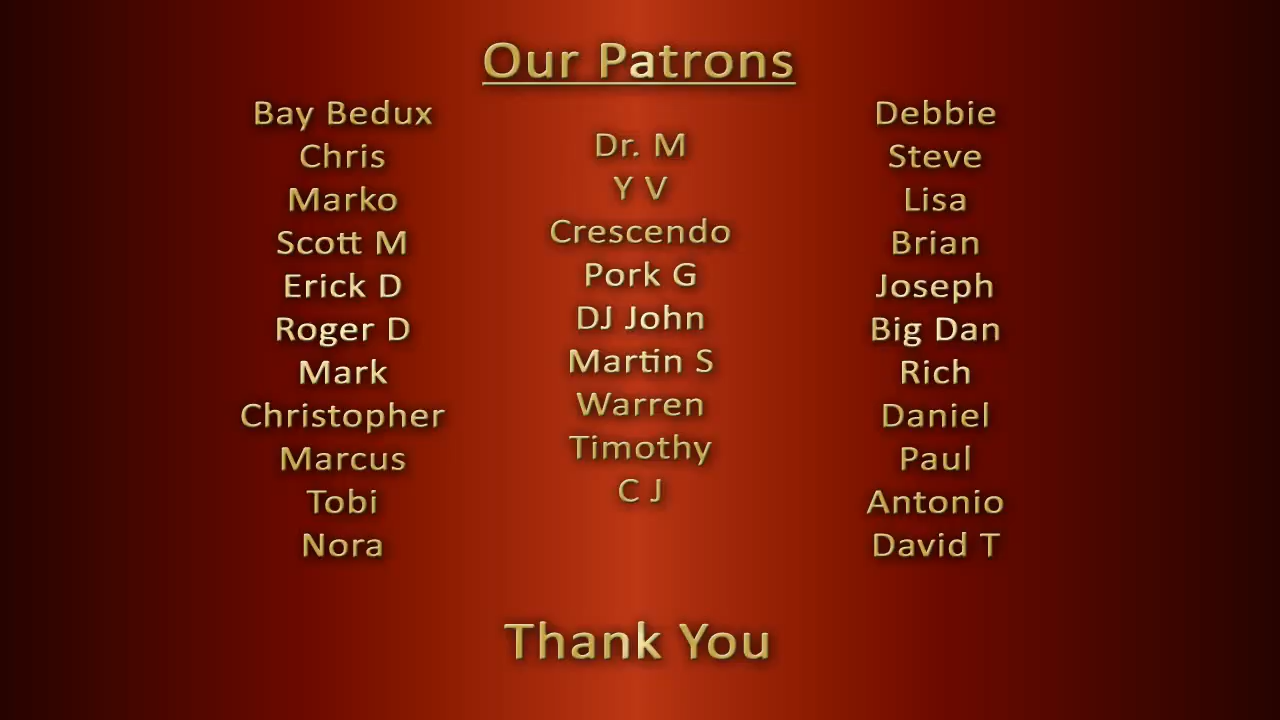 Our Patrons
Bay Bedux
Chris
Marko
Scott M
Erick D
Roger D
Mark
Christopher
Marcus
Tobi
Nora
Dr. M
Y V
Crescendo
Pork G
DJ John
Martin S
Warren
Timothy
C J
Debbie
Steve
Lisa
Brian
Joseph
Big Dan
Rich
Daniel
Paul
Antonio
David T
Thank You